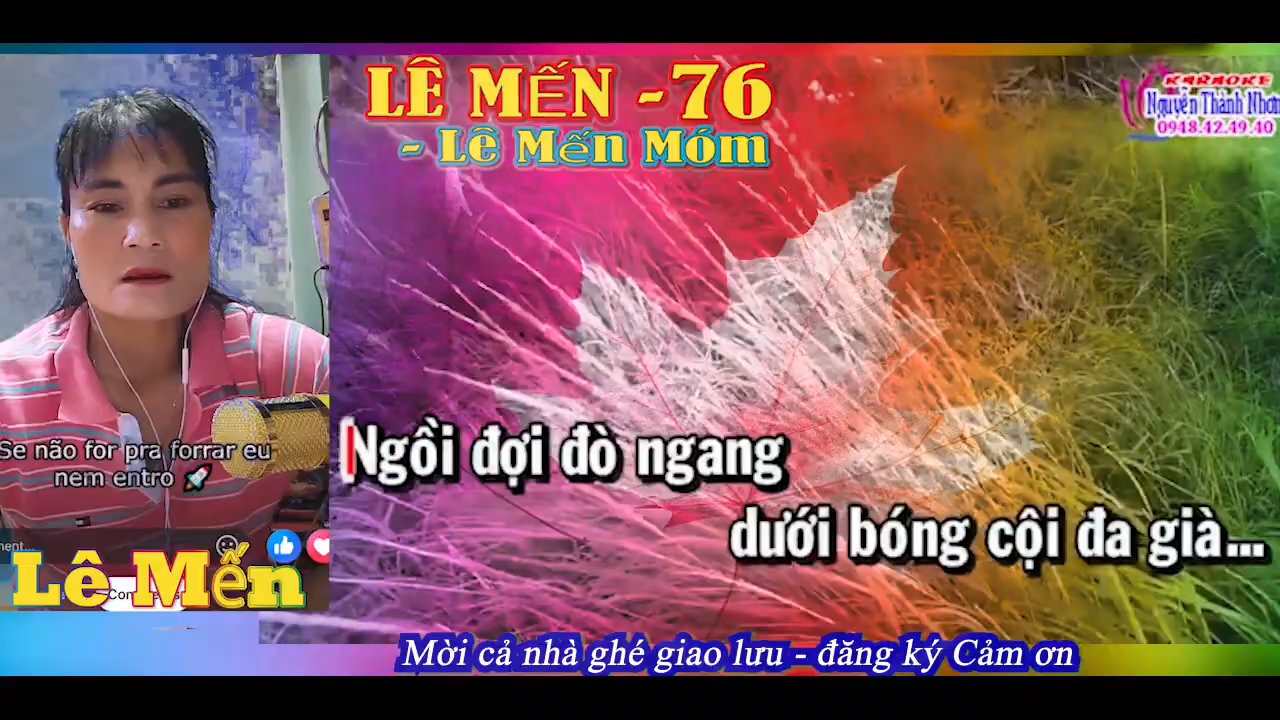 LÊ MẾN -76
- Lê Mến Móm
KARAOKE
Nguyễn Thành Nhơn
0948.42.49.40
Se não for pra forrar eu
nem entro 🚀
Ngồi đợi đò ngang
dưới bóng cội đa già...
Lê Mến
Mời cả nhà ghé giao lưu - đăng ký Cảm ơn